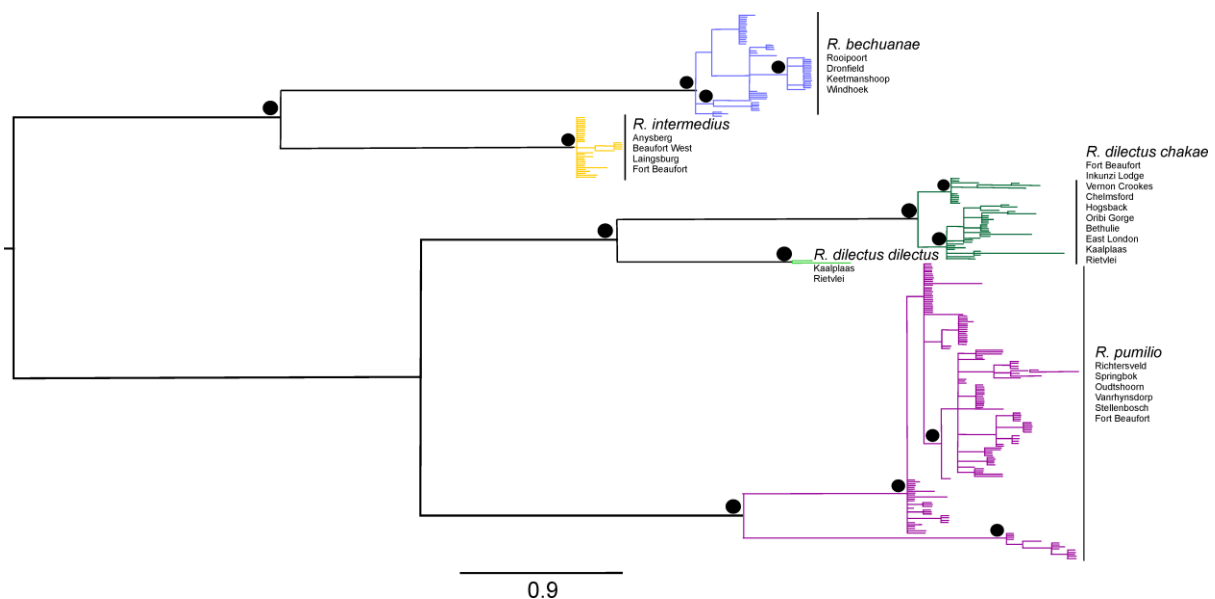 R. bechuanae
Rooipoort
Dronfield
Keetmanshoop
Windhoek
R. intermedius
Anysberg
Beaufort West
Laingsburg
Fort Beaufort
R. dilectus chakae
Fort Beaufort
Inkunzi Lodge
Vernon Crookes
Chelmsford
Hogsback
Oribi Gorge
Bethulie
East London
Kaalplaas
Rietvlei
R. dilectus dilectus
Kaalplaas
Rietvlei
R. pumilio
Richtersveld
Springbok
Oudtshoorn
Vanrhynsdorp
Stellenbosch
Fort Beaufort
0.9